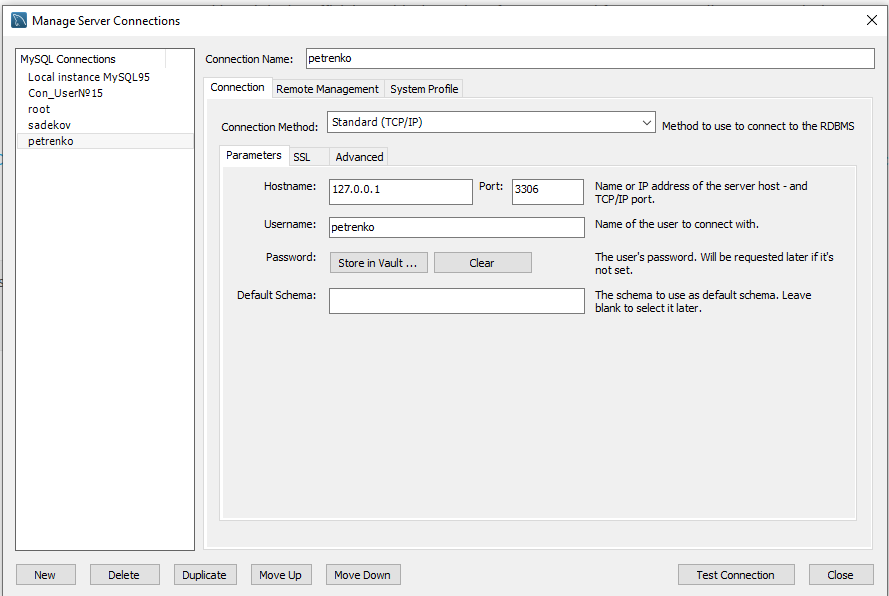 Manage Server Connections
MySQL Connections
Local instance MySQL95
Con_User№15
root
sadekov
petrenko
Connection Name: petrenko
Connection Remote Management System Profile
Connection Method: Standard (TCP/IP) Method to use to connect to the RDBMS
Parameters SSL Advanced
Hostname: 127.0.0.1 Port: 3306 Name or IP address of the server host - and
TCP/IP port.
Username: petrenko Name of the user to connect with.
Password: Store in Vault ... Clear The user's password. Will be requested later if it's
not set.
Default Schema: The schema to use as default schema. Leave
blank to select it later.
New Delete Duplicate Move Up Move Down Test Connection Close